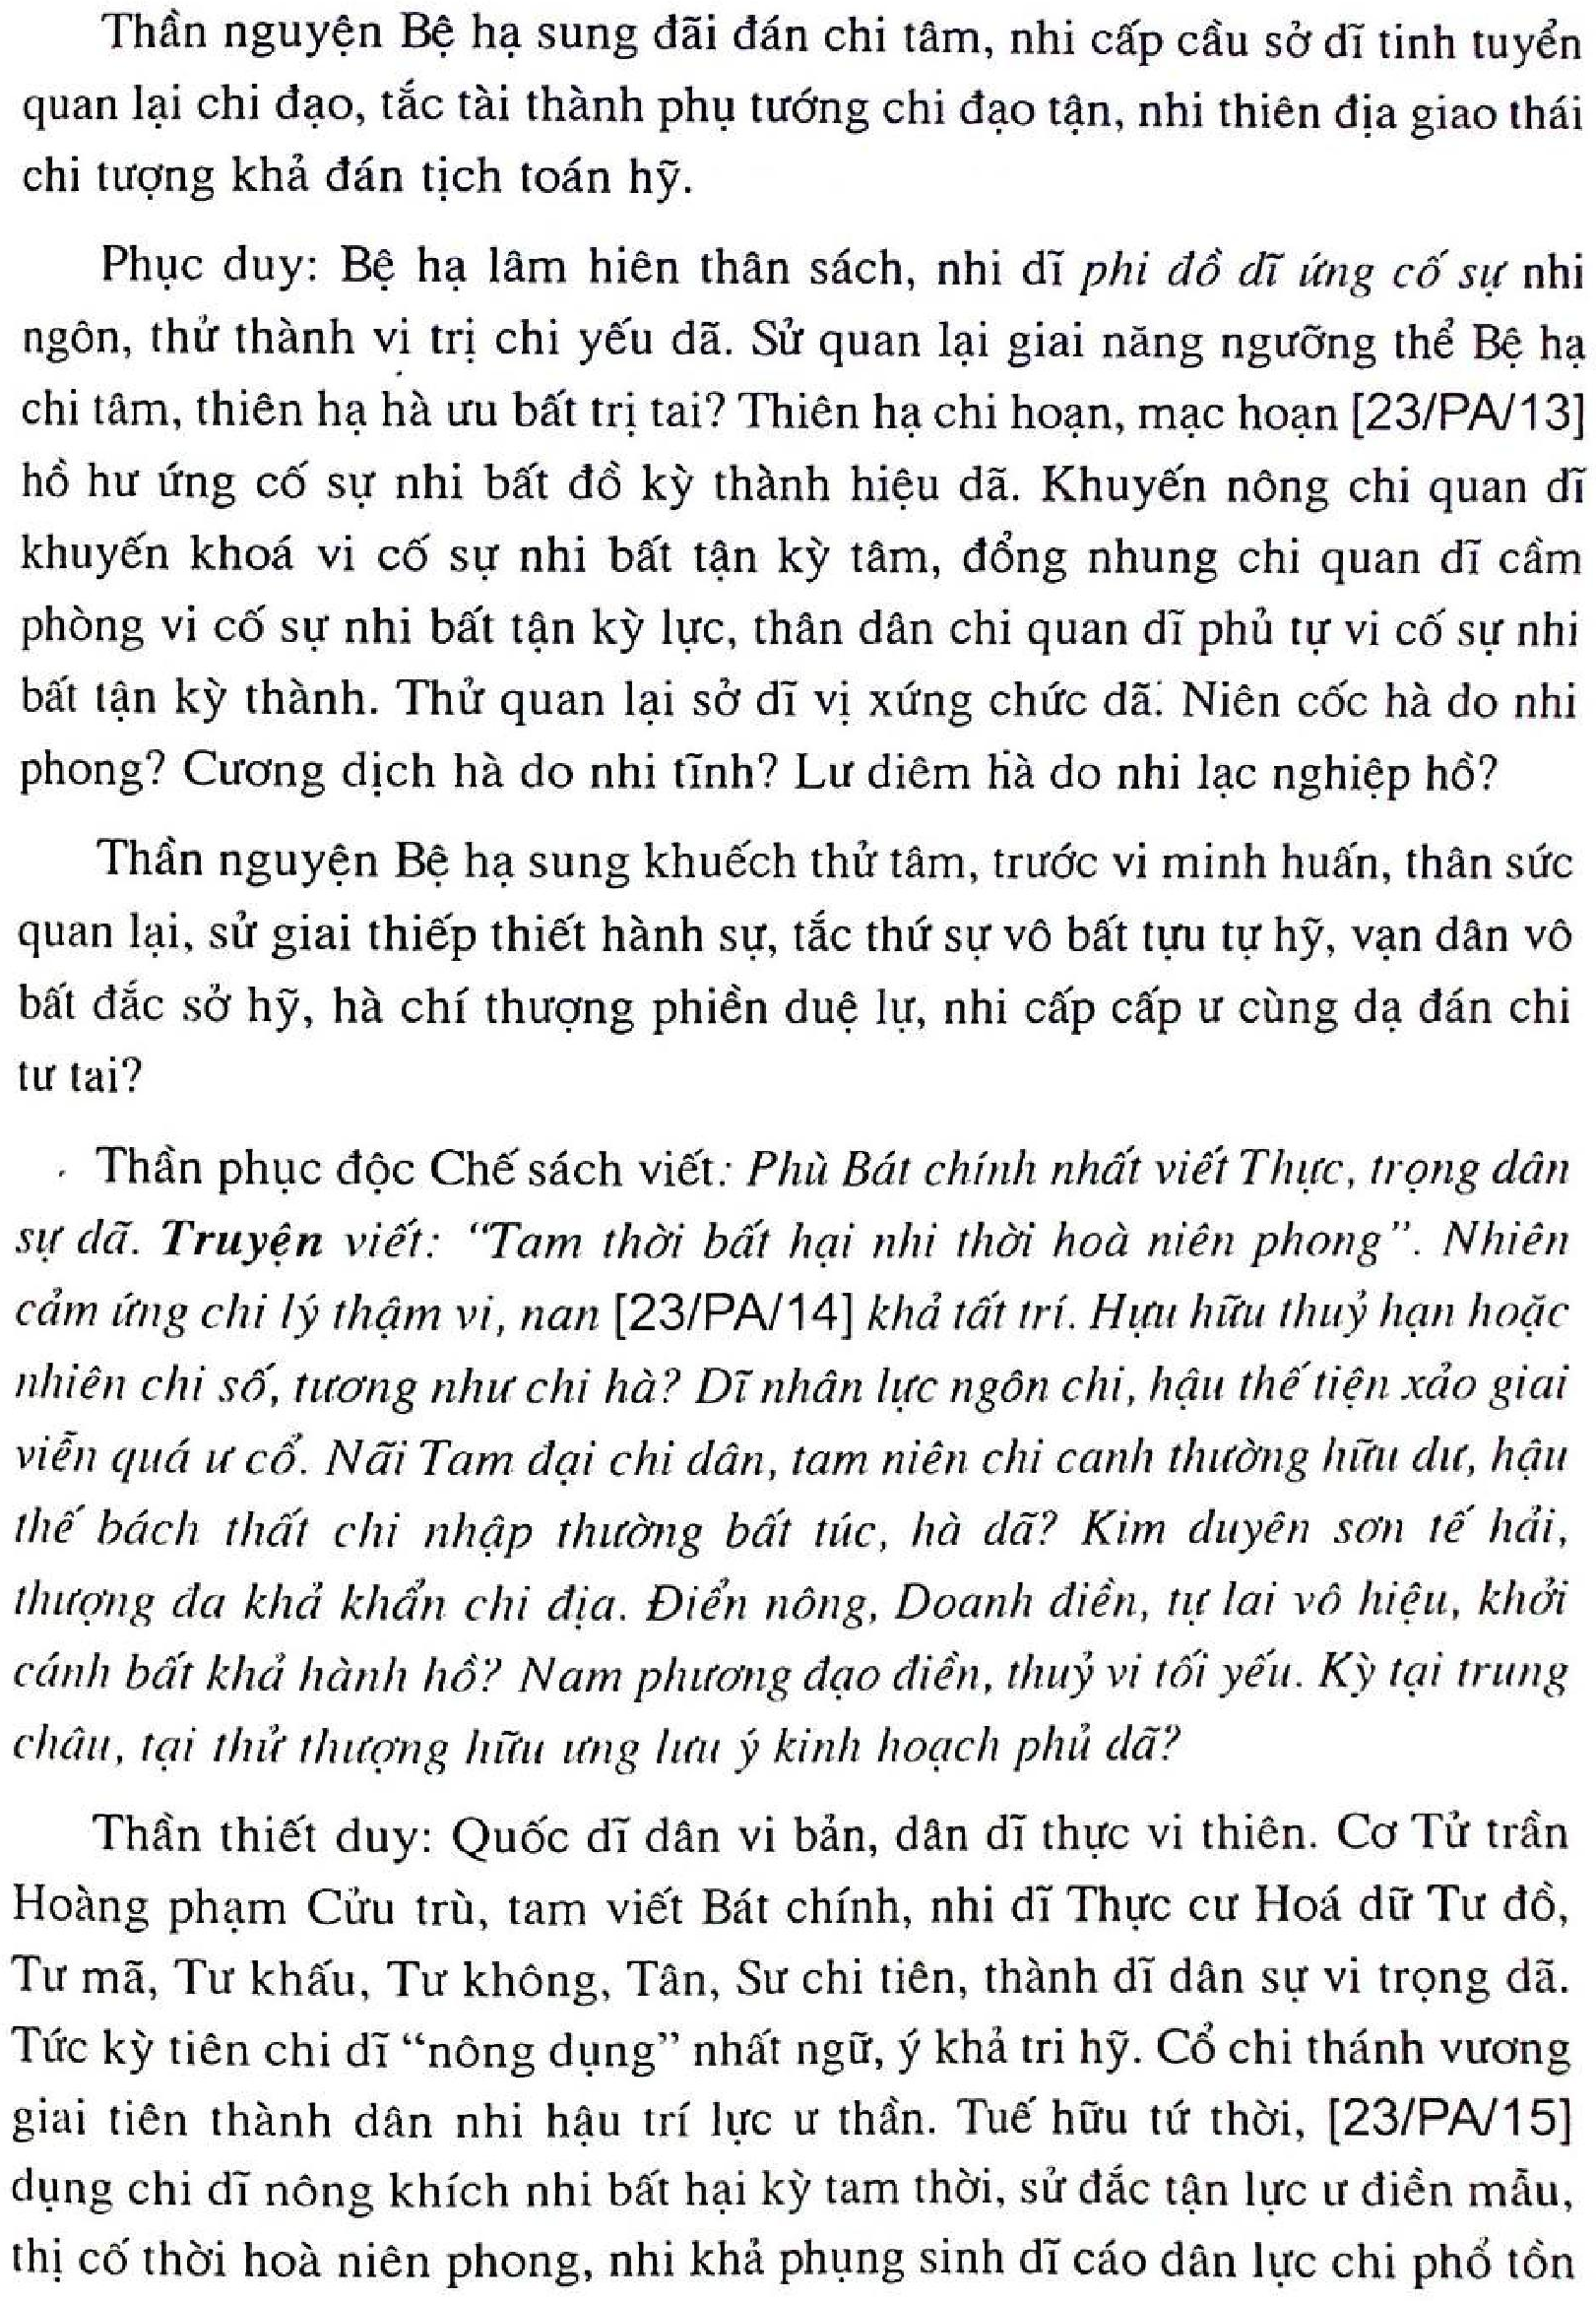 Thần nguyện Bệ hạ sung đãi đán chi tâm, nhi cấp cầu sở dĩ tinh tuyển
quan lại chi đạo, tắc tài thành phụ tướng chi đạo tận, nhi thiên địa giao thái
chi tượng khả đán tịch toán hỹ.
Phục duy: Bệ hạ lâm hiên thân sách, nhi dĩ phi đồ dĩ ứng cố sự nhi
ngôn, thử thành vị trị chi yếu dã. Sử quan lại giai năng ngưỡng thể Bệ hạ
chi tâm, thiên hạ hà ưu bất trị tai? Thiên hạ chi hoạn, mạc hoạn [23/PA/13]
hồ hư ứng cố sự nhi bất đồ kỳ thành hiệu dã. Khuyến nông chi quan dĩ
khuyến khoá vi cố sự nhi bất tận kỳ tâm, đổng nhung chi quan dĩ cầm
phòng vi cố sự nhi bất tận kỳ lực, thân dân chi quan dĩ phủ tự vi cố sự nhi
bất tận kỳ thành. Thử quan lại sở dĩ vị xứng chức dã. Niên cốc hà do nhi
phong? Cương dịch hà do nhi tĩnh? Lư diêm hà do nhi lạc nghiệp hồ?
Thần nguyện Bệ hạ sung khuếch thử tâm, trước vi minh huấn, thân sức
quan lại, sử giai thiếp thiết hành sự, tắc thứ sự vô bất tựu tự hỹ, vạn dân vô
bất đắc sở hỹ, hà chí thượng phiền duệ lự, nhi cấp cấp ư cùng dạ đán chi
tư tai?
Thần phục độc Chế sách viết: Phù Bát chính nhất viết Thực, trọng dân
sự dã. Truyện viết: “Tam thời bất hại nhi thời hoà niên phong”. Nhiên
cảm ứng chi lý thậm vi, nan [23/PA/14] khả tất trí. Hựu hữu thuỷ hạn hoặc
nhiên chi số, tương như chi hà? Dĩ nhân lực ngôn chi, hậu thế tiện xảo giai
viễn quá ư cổ. Nãi Tam đại chi dân, tam niên chi canh thường hữu dư, hậu
thế bách thất chi nhập thường bất túc, hà dã? Kim duyên sơn tế hải,
thượng đa khả khẩn chi địa. Điển nông, Doanh điền, tự lai vô hiệu, khởi
cánh bất khả hành hồ? Nam phương đạo điền, thuỷ vi tối yếu. Kỳ tại trung
châu, tại thử thượng hữu ưng lưu ý kinh hoạch phủ dã?
Thần thiết duy: Quốc dĩ dân vi bản, dân dĩ thực vi thiên. Cơ Tử trần
Hoàng phạm Cửu trù, tam viết Bát chính, nhi dĩ Thực cư Hoá dữ Tư đồ,
Tư mã, Tư khấu, Tư không, Tân, Sư chi tiên, thành dĩ dân sự vi trọng dã.
Tức kỳ tiên chi dĩ “nông dụng” nhất ngữ, ý khả tri hỹ. Cổ chi thánh vương
giai tiên thành dân nhi hậu trí lực ư thần. Tuế hữu tứ thời, [23/PA/15]
dụng chi dĩ nông khích nhi bất hại kỳ tam thời, sử đắc tận lực ư điền mẫu,
thị cố thời hoà niên phong, nhi khả phụng sinh dĩ cáo dân lực chi phổ tồn